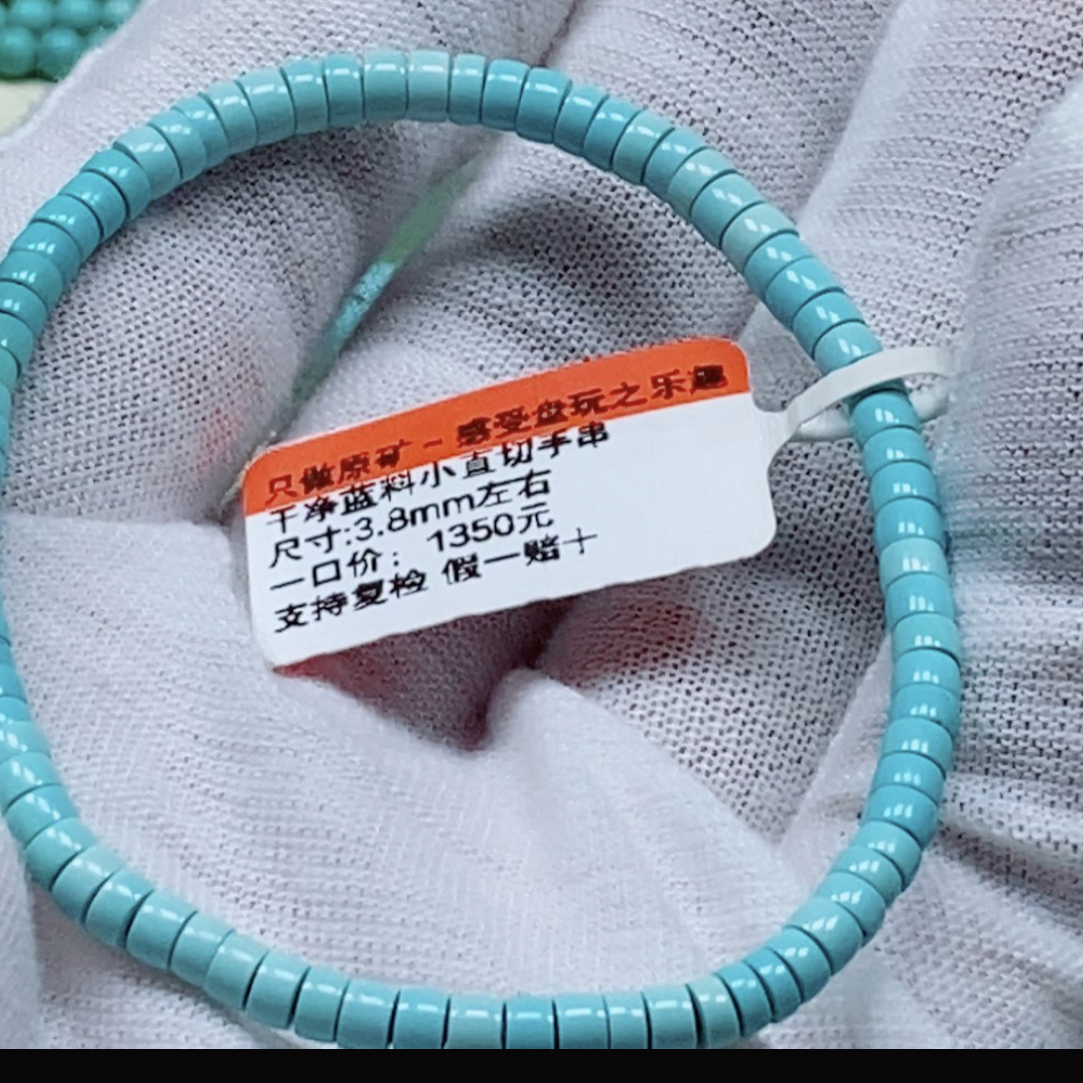 只做原矿-感受盘玩之乐趣
干净蓝料小直切手串
尺寸:3.8mm左右
一口价: 1350元
支持复检 假一赔十